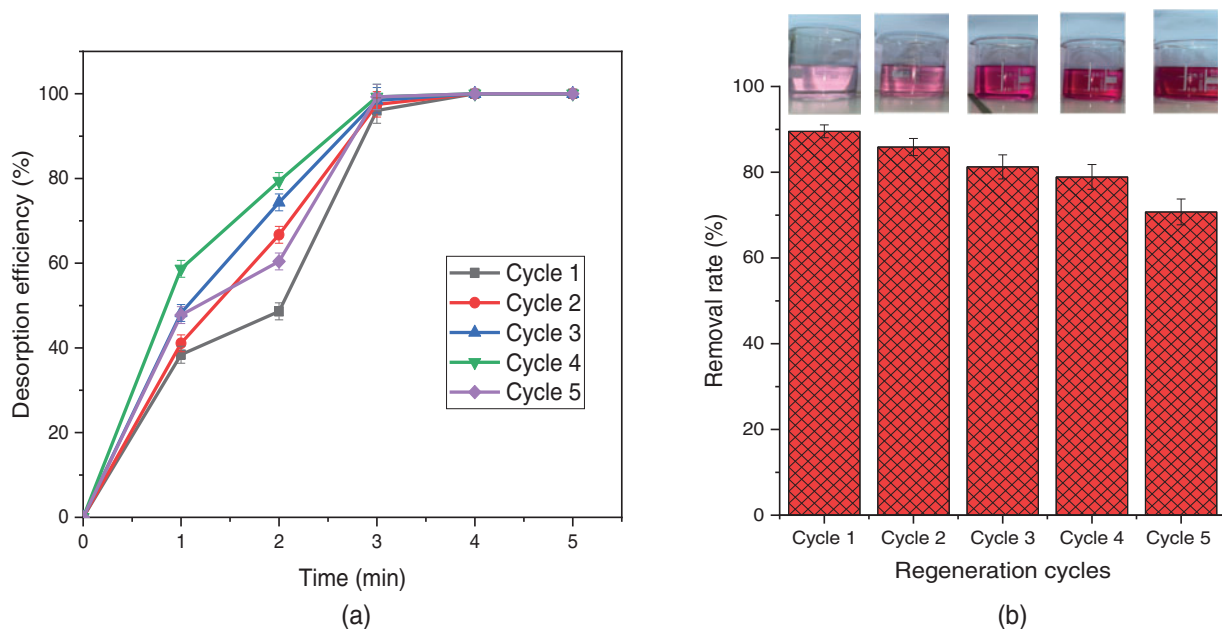 Desorption efficiency (%)
100
80
60
40
20
0
Cycle 1
Cycle 2
Cycle 3
Cycle 4
Cycle 5
0 1 2 3 4 5
Time (min)
(a)
Removal rate (%)
100
80
60
40
20
0
Cycle 1 Cycle 2 Cycle 3 Cycle 4 Cycle 5
Regeneration cycles
(b)